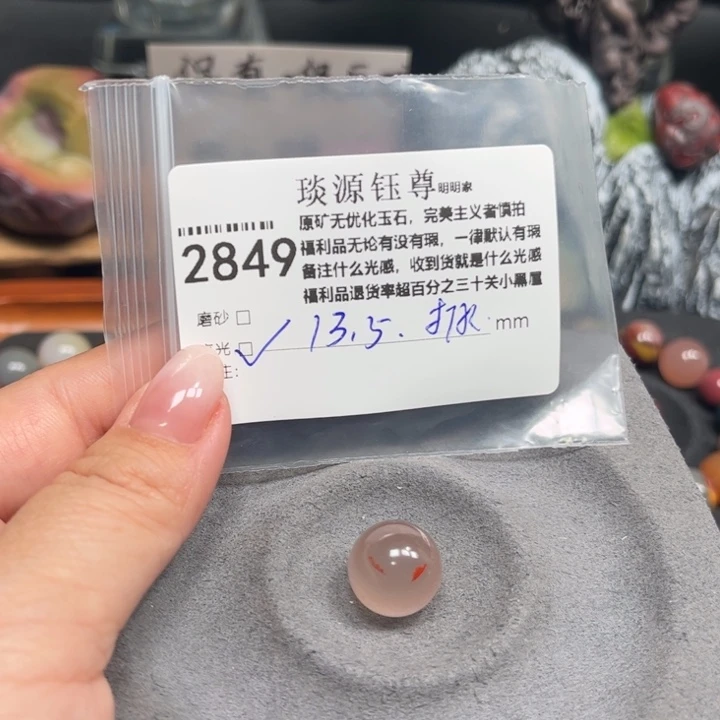 琰源钰尊明明家
原矿无优化玉石，完美主义者慎拍
2849
福利品无论有没有瑕，一律默认有瑕
备注什么光感，收到货就是什么光感
福利品退货率超百分之三十关小黑屋
磨砂 □
光 □ ✓ 13.5. mm
注: